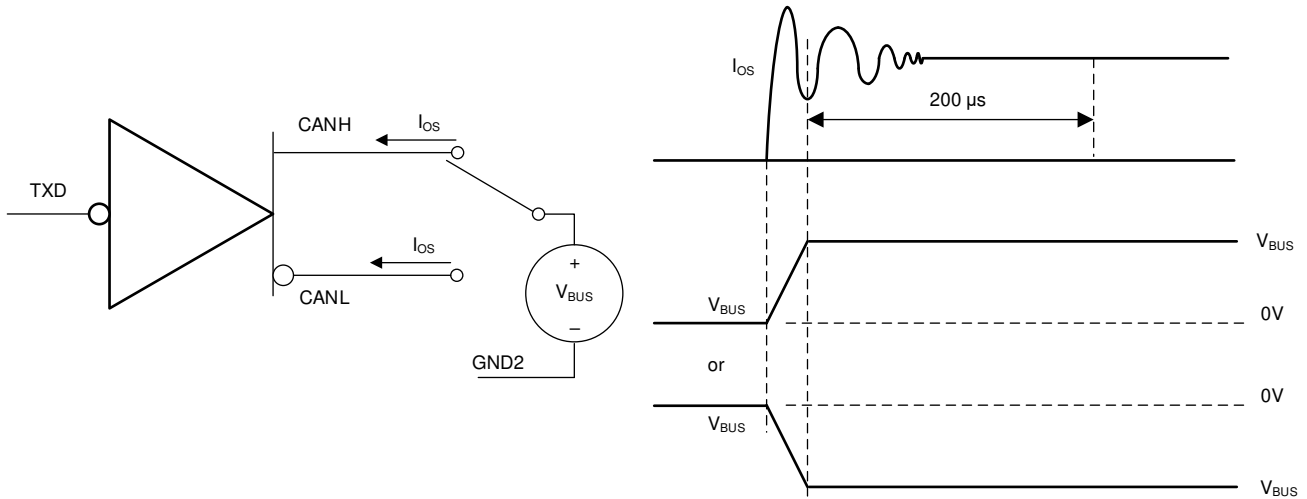 TXD
CANH
I_OS
I_OS
CANL
+
V_BUS
–
GND2
I_OS
200 μs
V_BUS
V_BUS
0V
or
0V
V_BUS
V_BUS